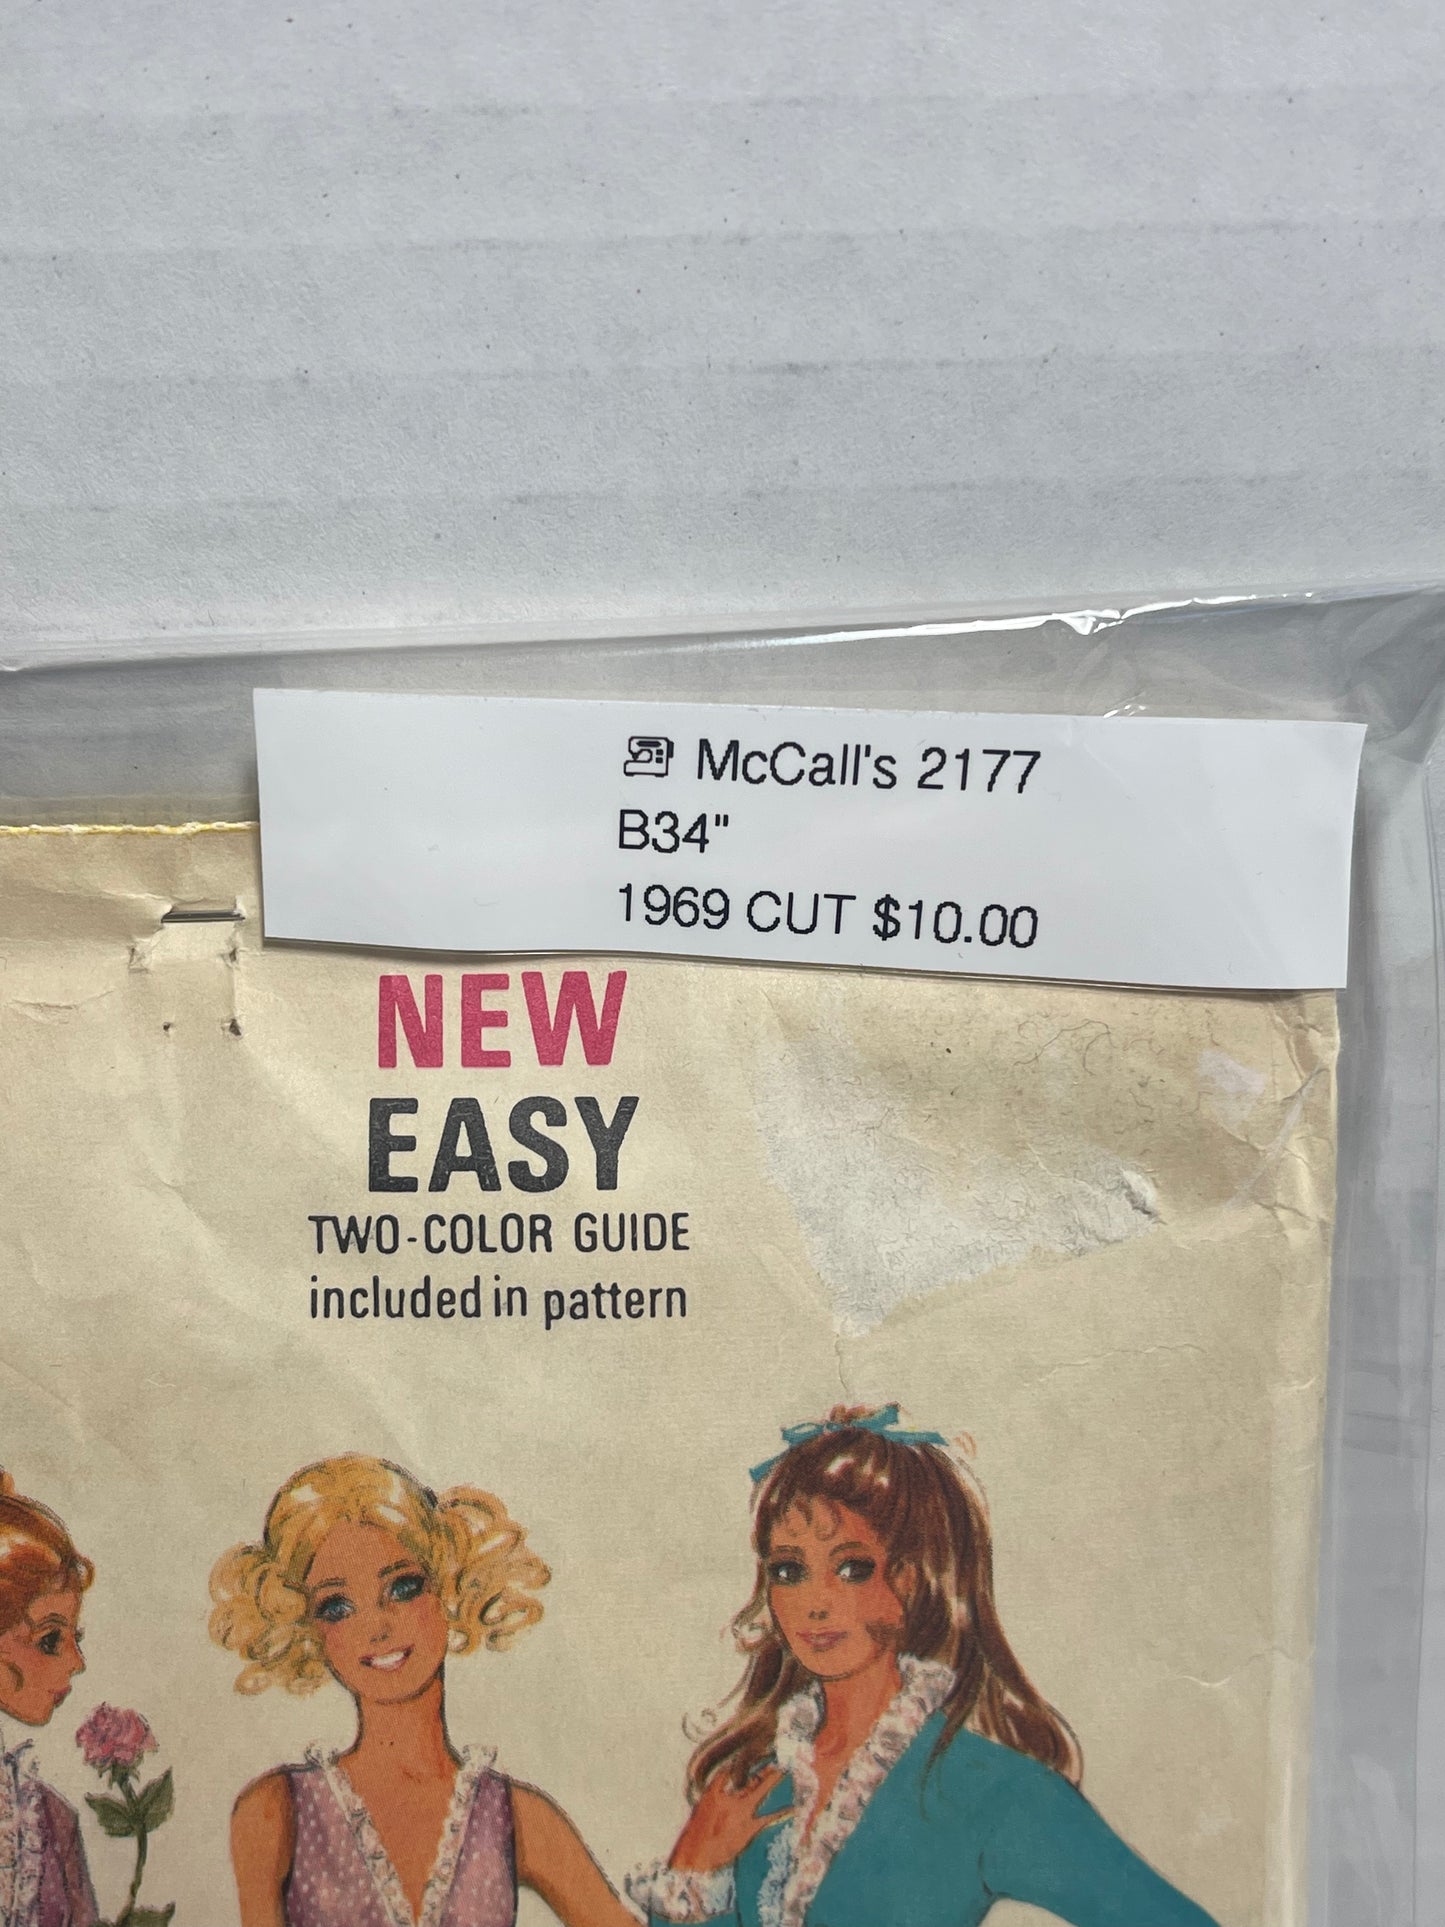 McCall's 2177
B34"
1969 CUT $10.00
NEW
EASY
TWO-COLOR GUIDE
included in pattern